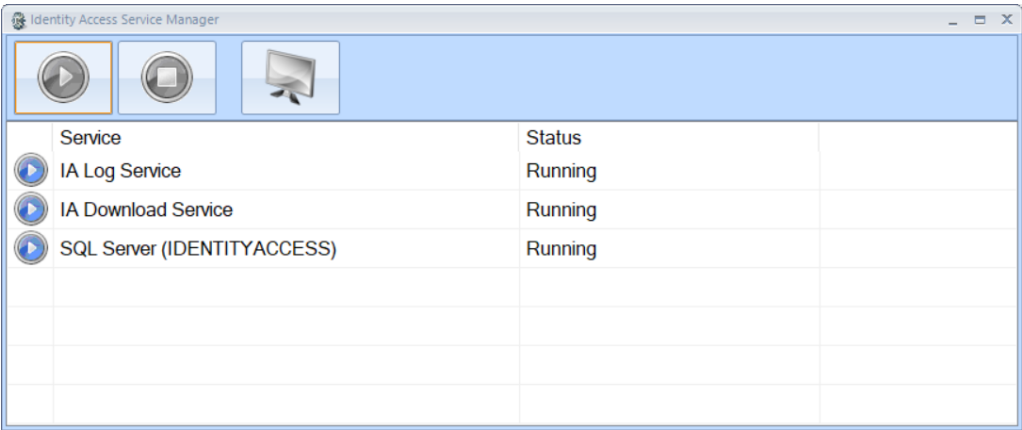 Identity Access Service Manager
Service Status
IA Log Service Running
IA Download Service Running
SQL Server (IDENTITYACCESS) Running